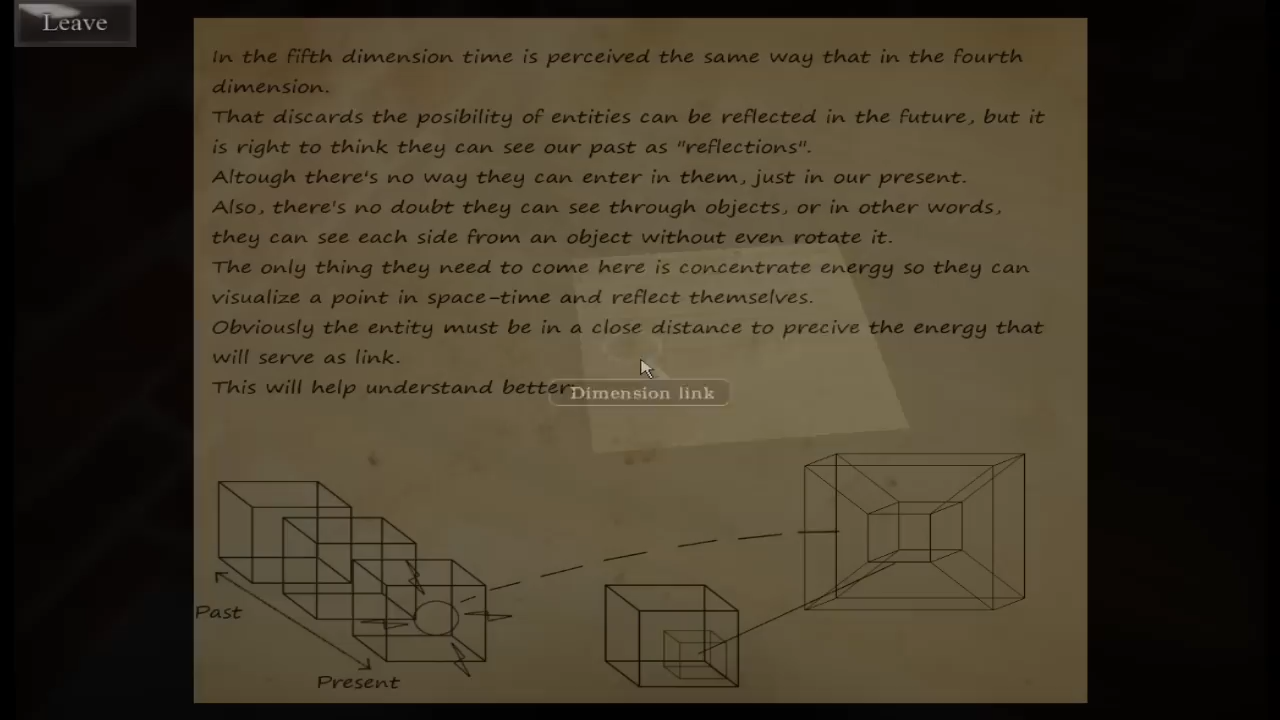 Leave
In the fifth dimension time is perceived the same way that in the fourth
dimension.
That discards the posibility of entities can be reflected in the future, but it
is right to think they can see our past as "reflections".
Altough there's no way they can enter in them, just in our present.
Also, there's no doubt they can see through objects, or in other words,
they can see each side from an object without even rotate it.
The only thing they need to come here is concentrate energy so they can
visualize a point in space-time and reflect themselves.
Obviously the entity must be in a close distance to precive the energy that
will serve as link.
This will help understand better:
Dimension link
Past
Present